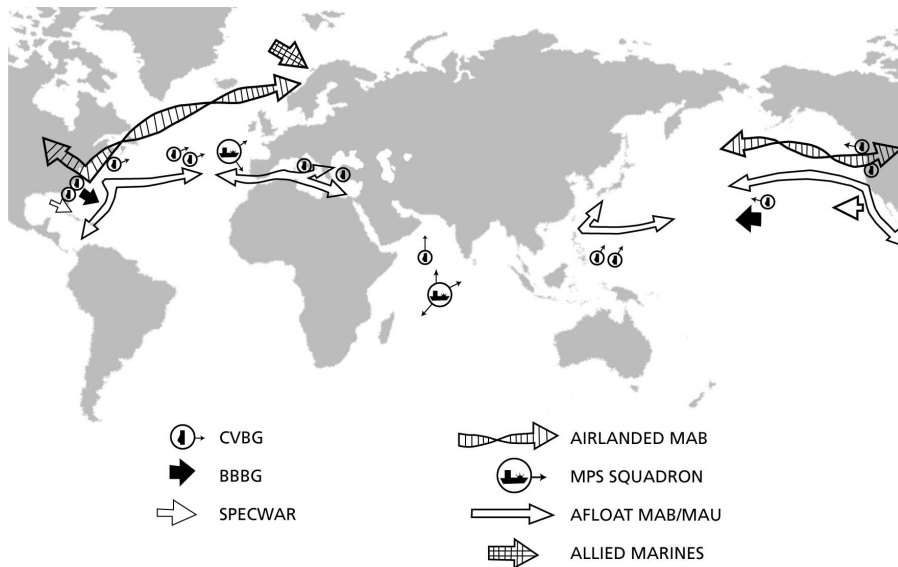 CVBG
BBBG
SPECWAR
AIRLANDED MAB
MPS SQUADRON
AFLOAT MAB/MAU
ALLIED MARINES